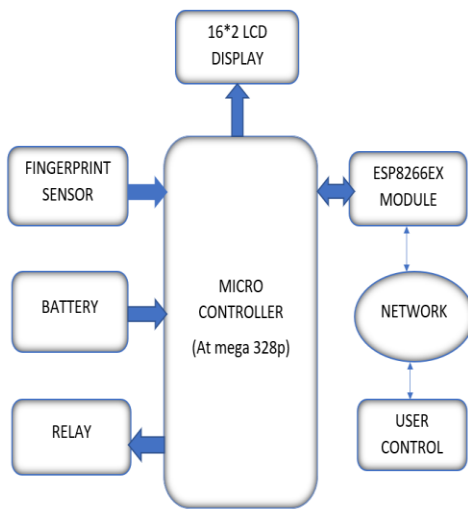 16*2 LCD
DISPLAY
FINGERPRINT
SENSOR
ESP8266EX
MODULE
BATTERY
MICRO
CONTROLLER
(At mega 328p)
NETWORK
RELAY
USER
CONTROL